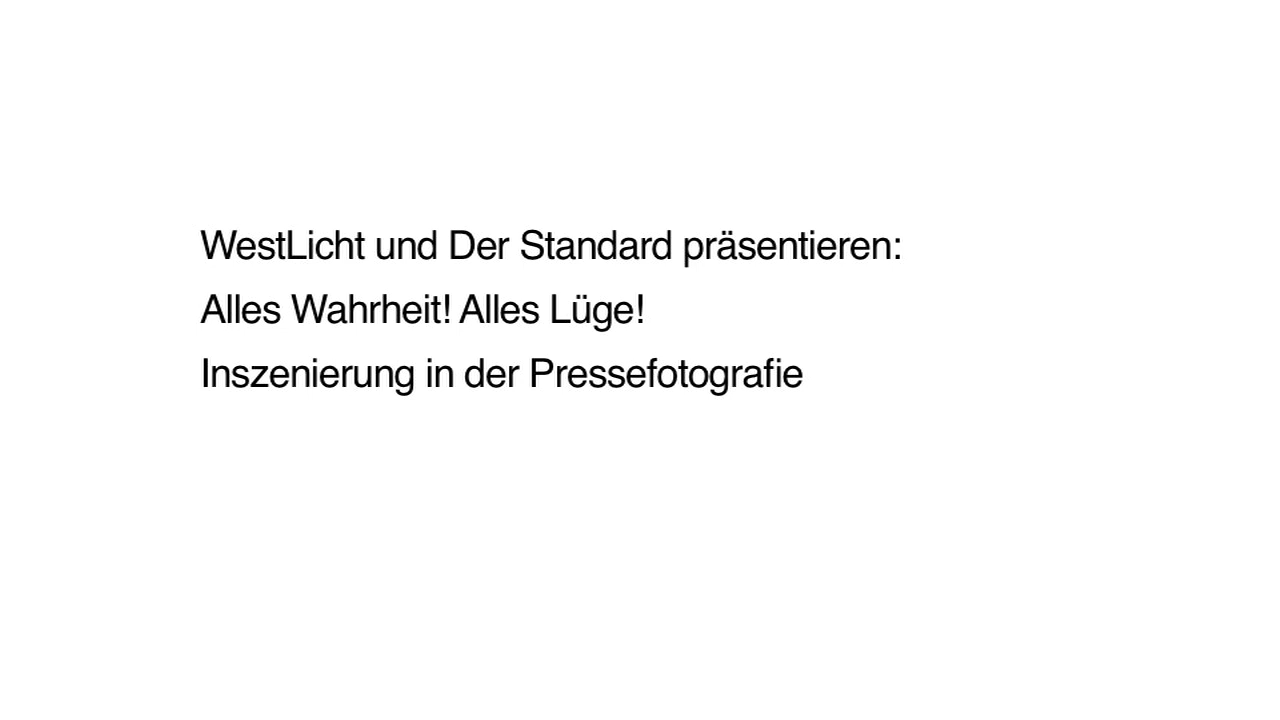 WestLicht und Der Standard präsentieren:
Alles Wahrheit! Alles Lüge!
Inszenierung in der Pressefotografie